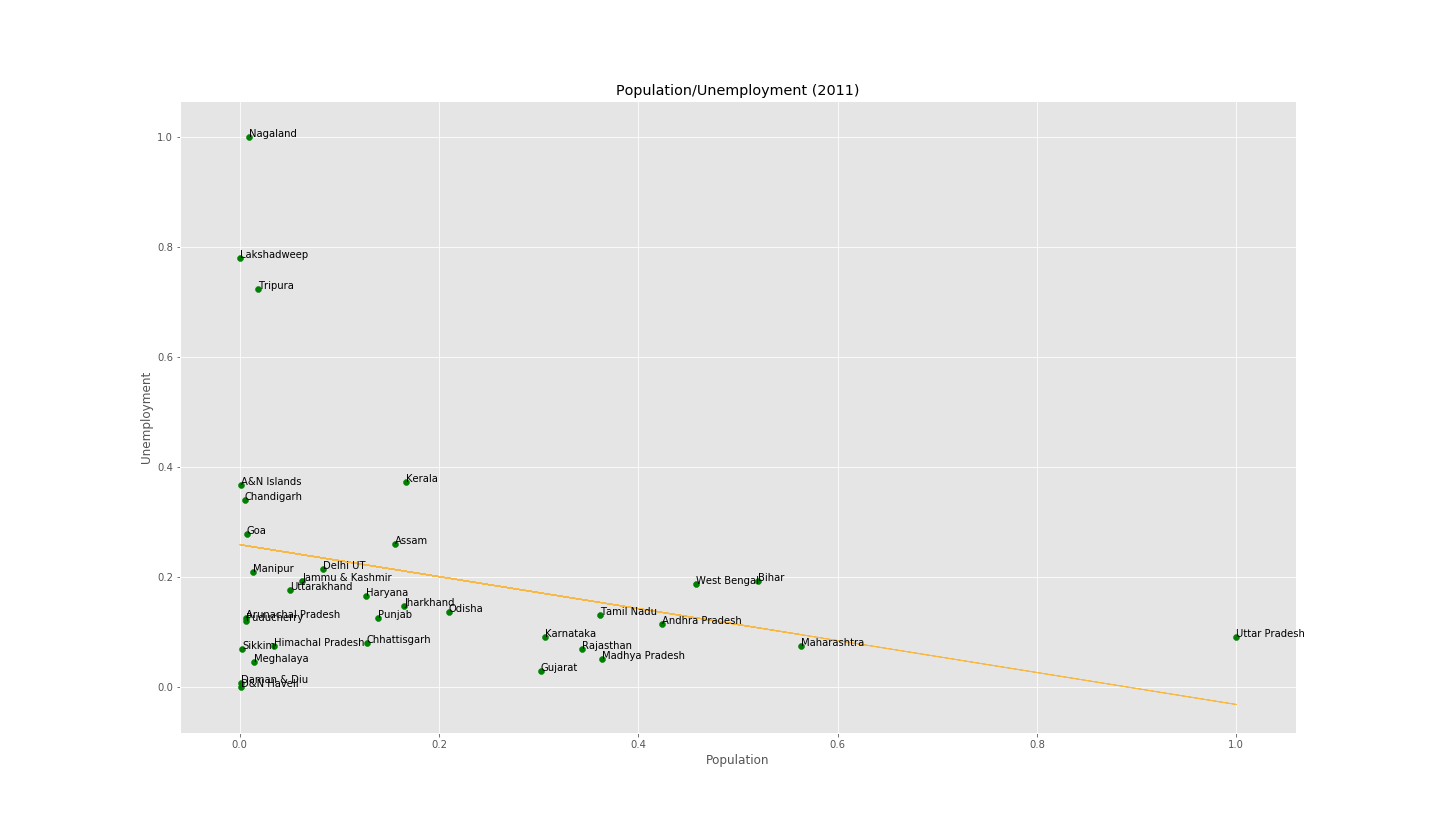 Population/Unemployment (2011)
1.0
Nagaland
0.8
Lakshadweep
Tripura
0.6
Unemployment
0.4
Kerala
A&N Islands
Chandigarh
Goa
Assam
Delhi UT
Manipur
0.2
Jammu & Kashmir
West Bengal
Bihar
Uttarakhand
Haryana
Jharkhand
Odisha
Tamil Nadu
Arunachal Pradesh
Puducherry
Punjab
Andhra Pradesh
Karnataka
Uttar Pradesh
Chhattisgarh
Himachal Pradesh
Sikkim
Maharashtra
Rajasthan
Madhya Pradesh
Meghalaya
Gujarat
Daman & Diu
D&N Haveli
0.0
0.0 0.2 0.4 0.6 0.8 1.0
Population